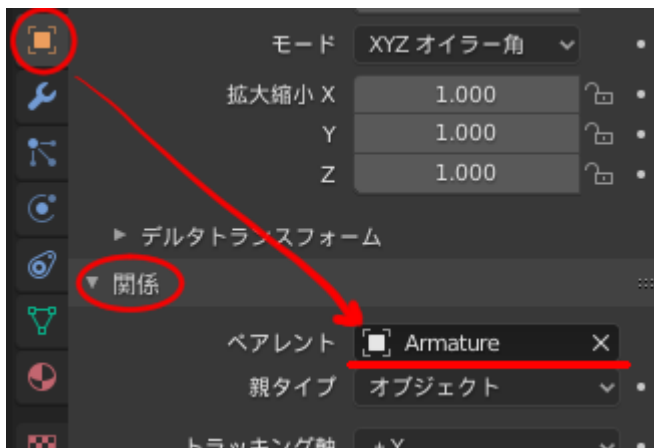 モード XYZ オイラー角
拡大縮小 X 1.000
Y 1.000
Z 1.000
デルタトランスフォーム
関係
ペアレント Armature
親タイプ オブジェクト
トラッキング軸 +Y